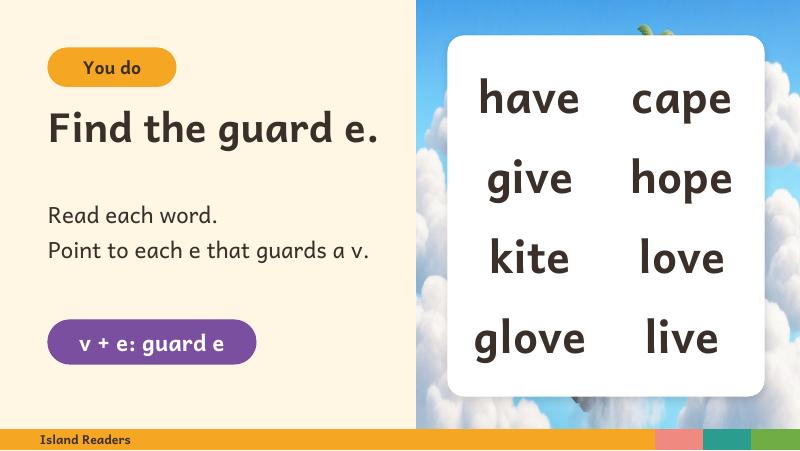 You do
Find the guard e.
Read each word.
Point to each e that guards a v.
v + e: guard e
have cape
give hope
kite love
glove live
Island Readers